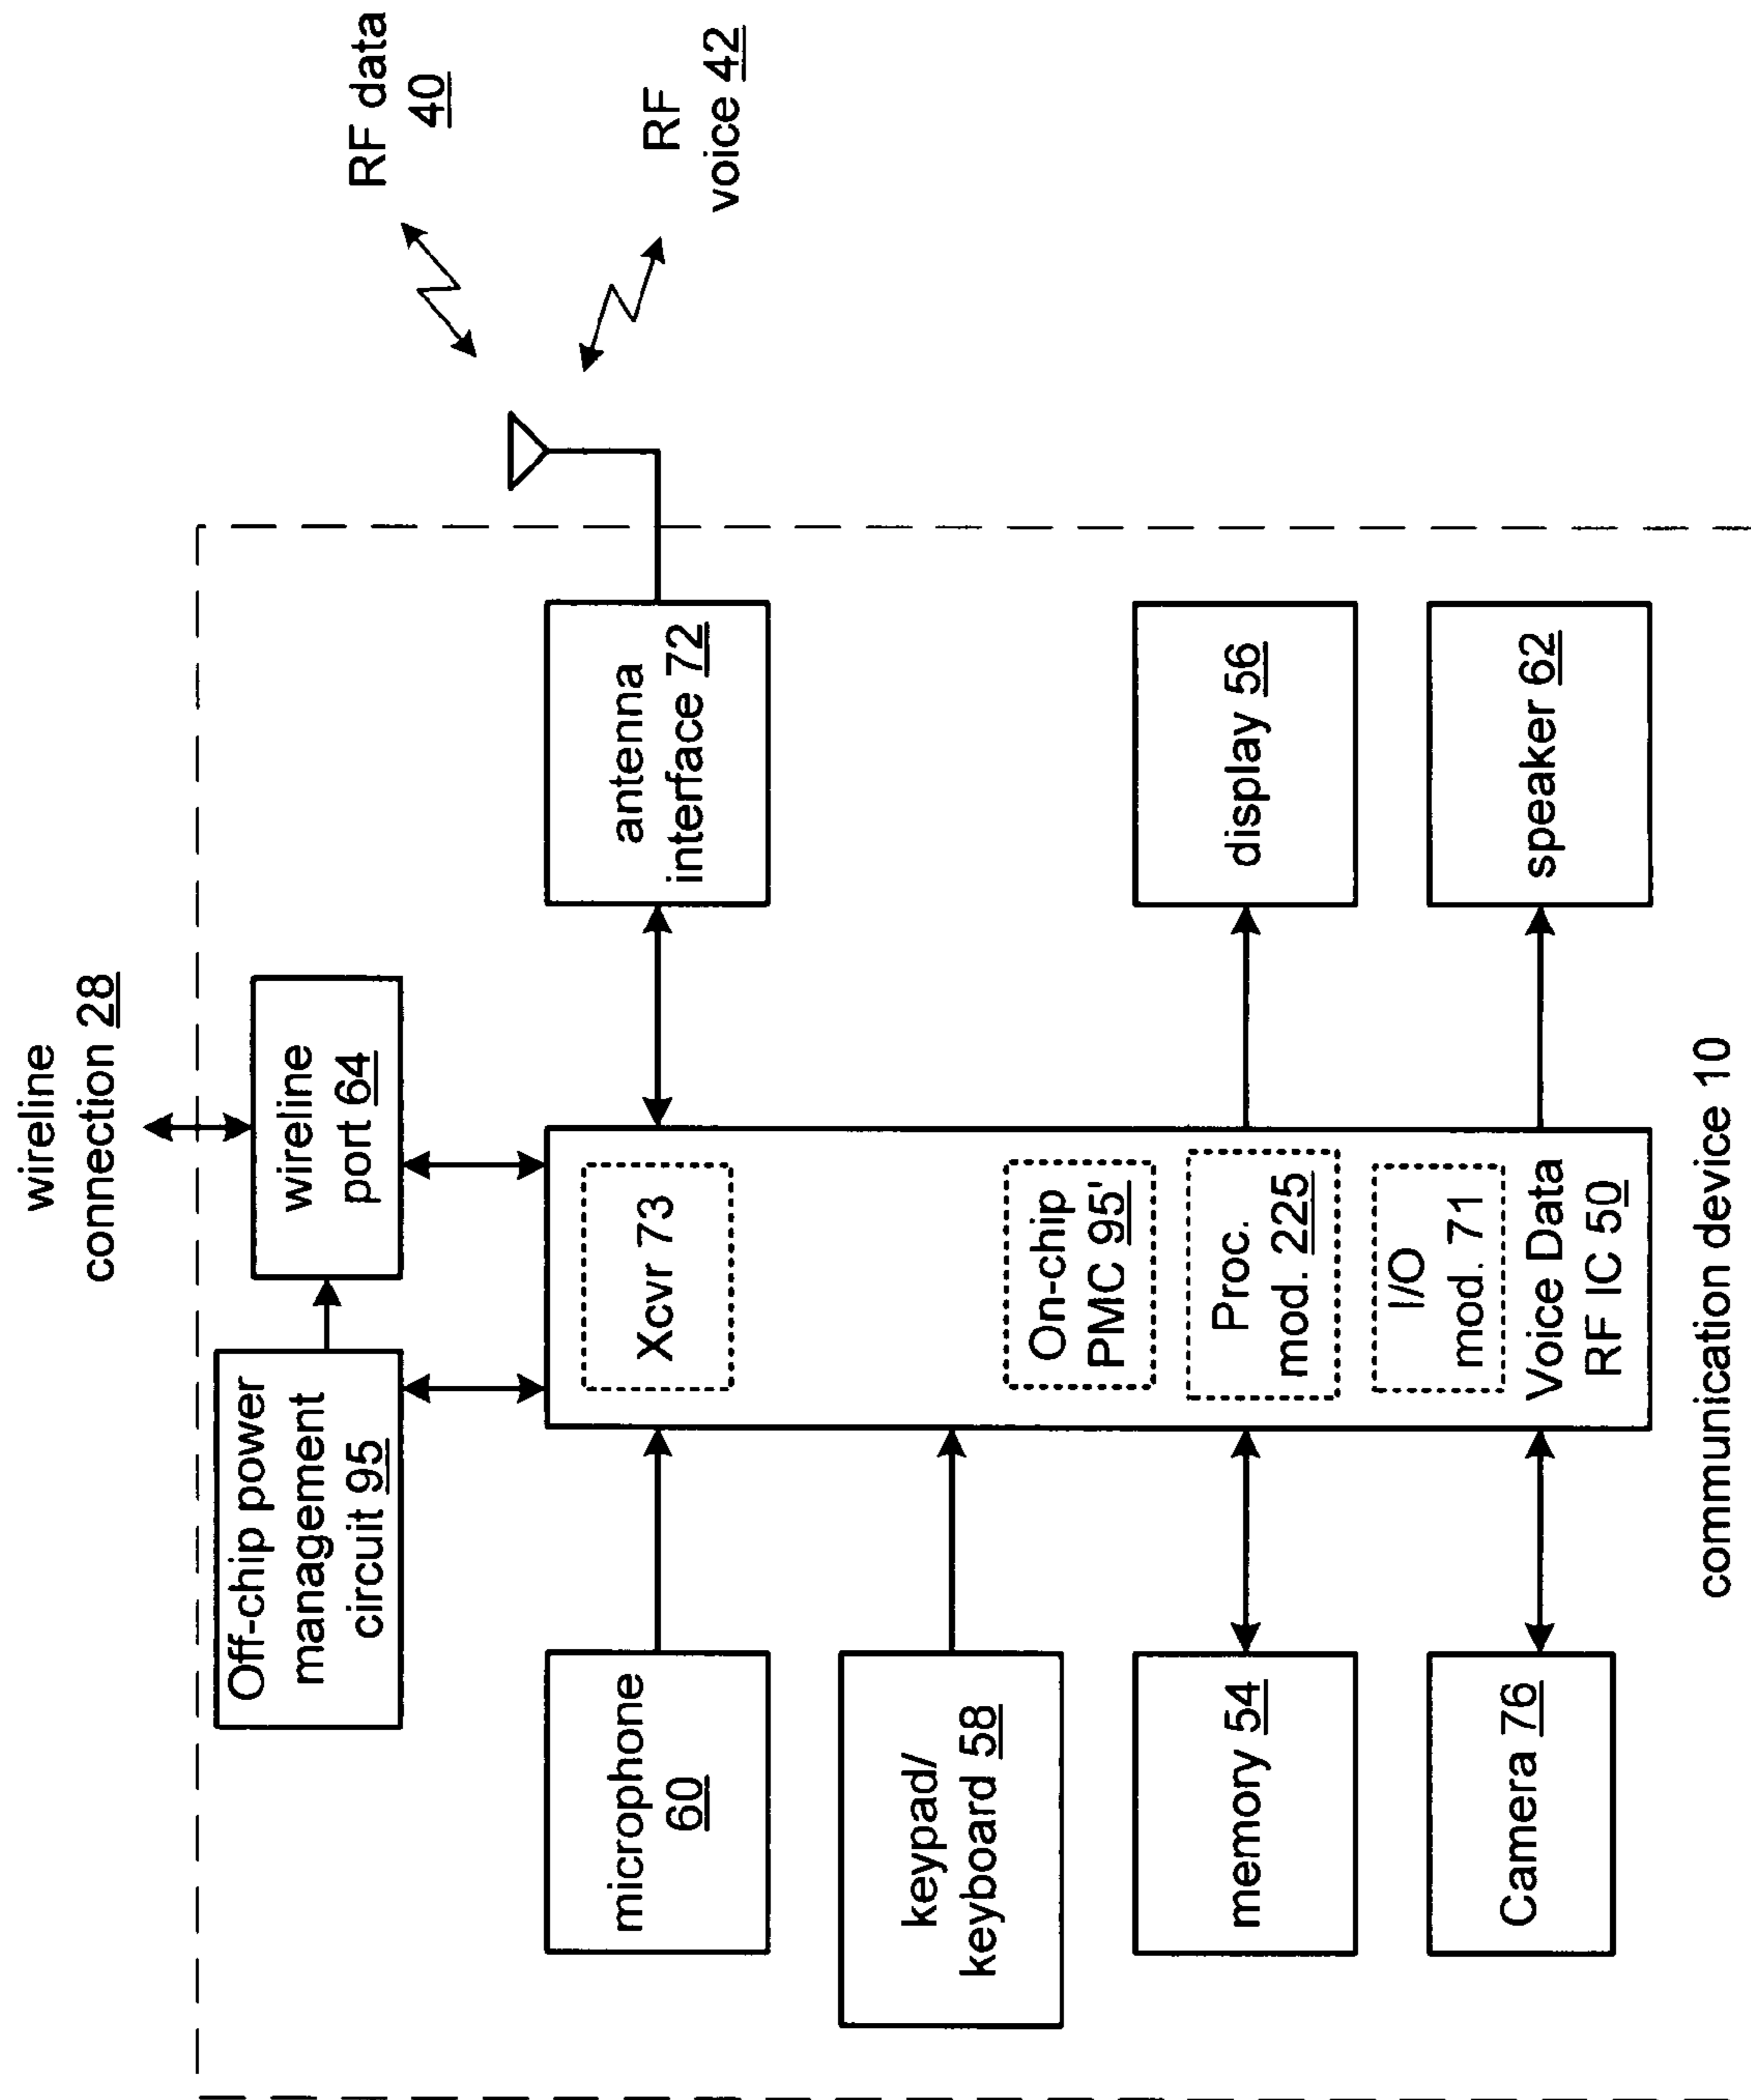 wireline
connection 28
RF data
40
RF
voice 42
Off-chip power
management
circuit 95
wireline
port 64
microphone
60
Xcvr 73
antenna
interface 72
keypad/
keyboard 58
On-chip
PMC 95'
memory 54
Proc.
mod. 225
display 56
Camera 76
I/O
mod. 71
Voice Data
RF IC 50
speaker 62
communication device 10